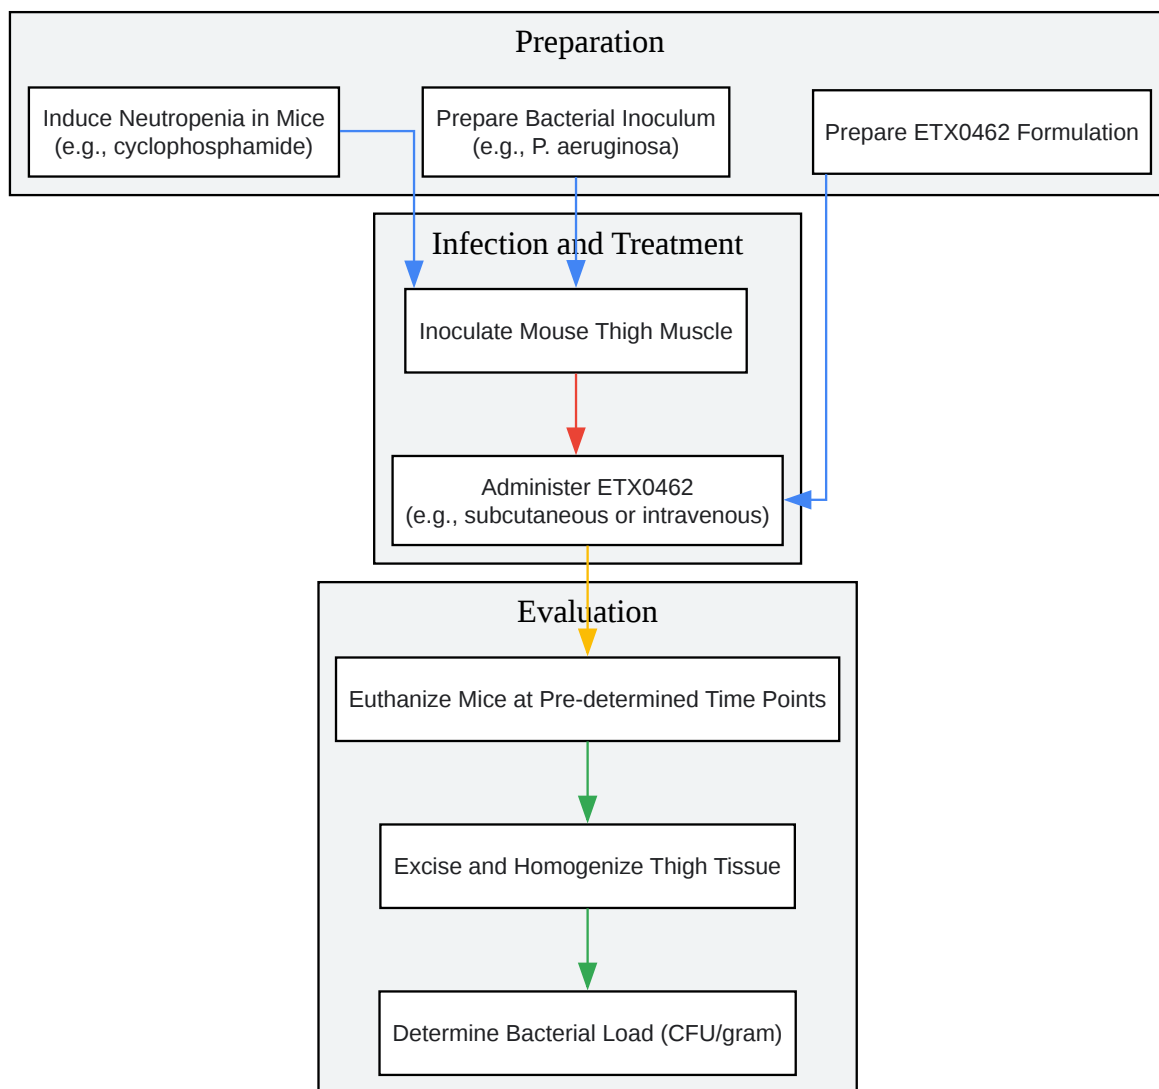 Preparation
Induce Neutropenia in Mice
(e.g., cyclophosphamide)
Prepare Bacterial Inoculum
(e.g., P. aeruginosa)
Prepare ETX0462 Formulation
Infection and Treatment
Inoculate Mouse Thigh Muscle
Administer ETX0462
(e.g., subcutaneous or intravenous)
Evaluation
Euthanize Mice at Pre-determined Time Points
Excise and Homogenize Thigh Tissue
Determine Bacterial Load (CFU/gram)